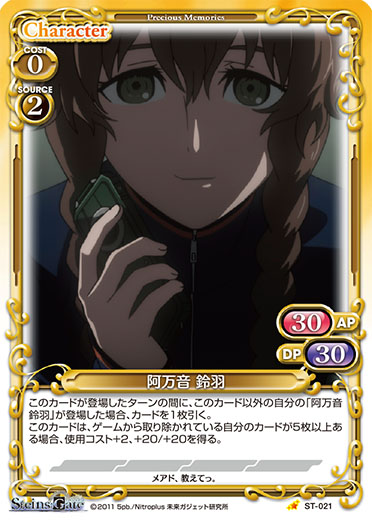 Precious Memories
Character
COST
0
SOURCE
2
30 AP
DP 30
阿万音 鈴羽
このカードが登場したターンの間に、このカード以外の自分の「阿万音
鈴羽」が登場した場合、カードを1枚引く。
このカードは、ゲームから取り除かれている自分のカードが5枚以上あ
る場合、使用コスト+2、+20/+20を得る。
メアド、教えてっ。
Steins;Gate
©2011 5pb./Nitroplus 未来ガジェット研究所
ST-021